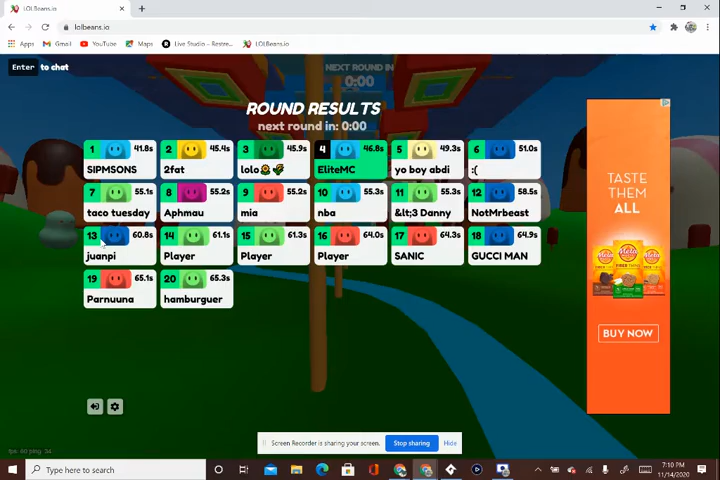 LOLBeans.io
lolbeans.io
Apps Gmail YouTube Maps Live Studio – Restre... LOLBeans.io
Enter to chat
NEXT ROUND IN
0:00
ROUND RESULTS
next round in: 0:00
1 41.8s 2 45.4s 3 45.9s 4 46.8s 5 49.3s 6 51.0s
SIPMSONS 2fat lolo EliteMC yo boy abdi :(
7 55.1s 8 55.2s 9 55.2s 10 55.3s 11 55.3s 12 58.5s
taco tuesday Aphmau mia nba &lt;3 Danny NotMrbeast
13 60.8s 14 61.1s 15 61.3s 16 64.0s 17 64.3s 18 64.9s
juanpi Player Player Player SANIC GUCCI MAN
19 65.1s 20 65.3s
Parnuuna hamburguer
TASTE
THEM
ALL
BUY NOW
Screen Recorder is sharing your screen. Stop sharing Hide
Type here to search
7:10 PM
11/14/2020